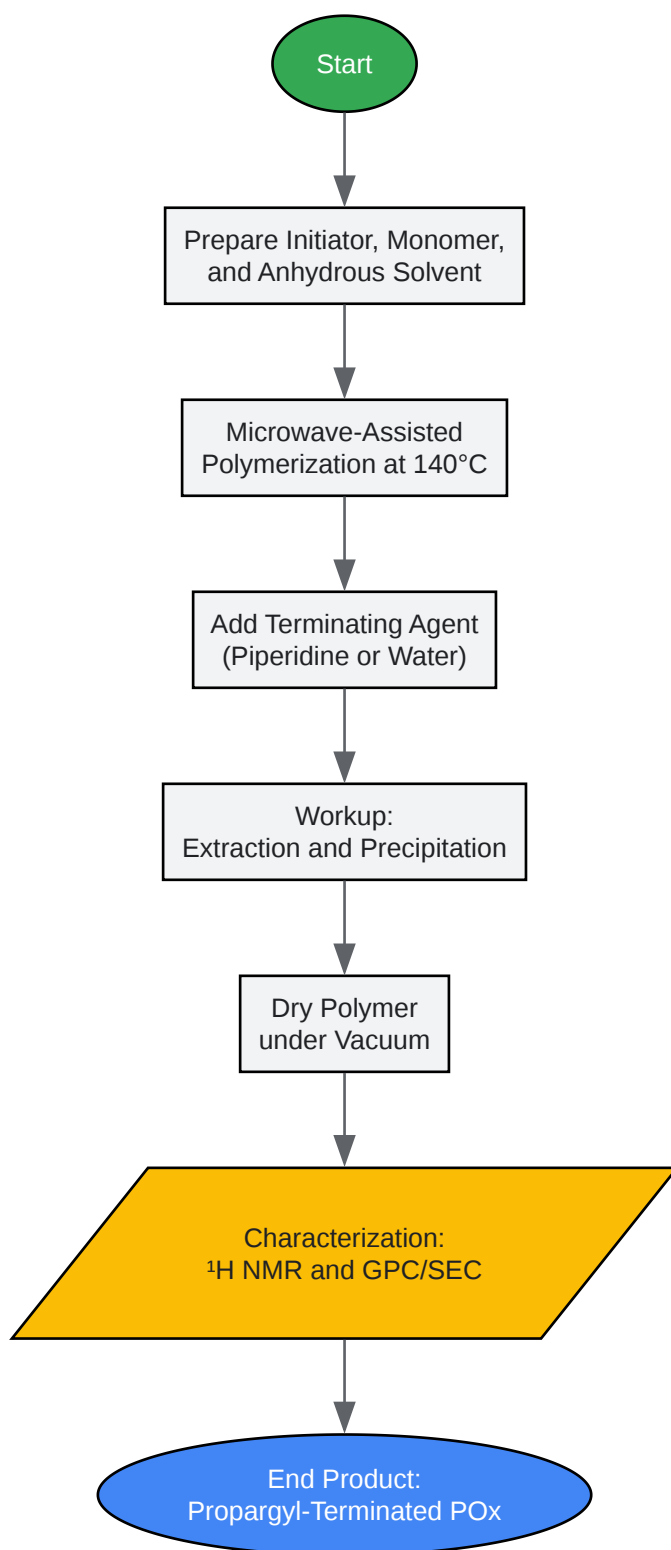 Start
Prepare Initiator, Monomer,
and Anhydrous Solvent
Microwave-Assisted
Polymerization at 140°C
Add Terminating Agent
(Piperidine or Water)
Workup:
Extraction and Precipitation
Dry Polymer
under Vacuum
Characterization:
¹H NMR and GPC/SEC
End Product:
Propargyl-Terminated POx